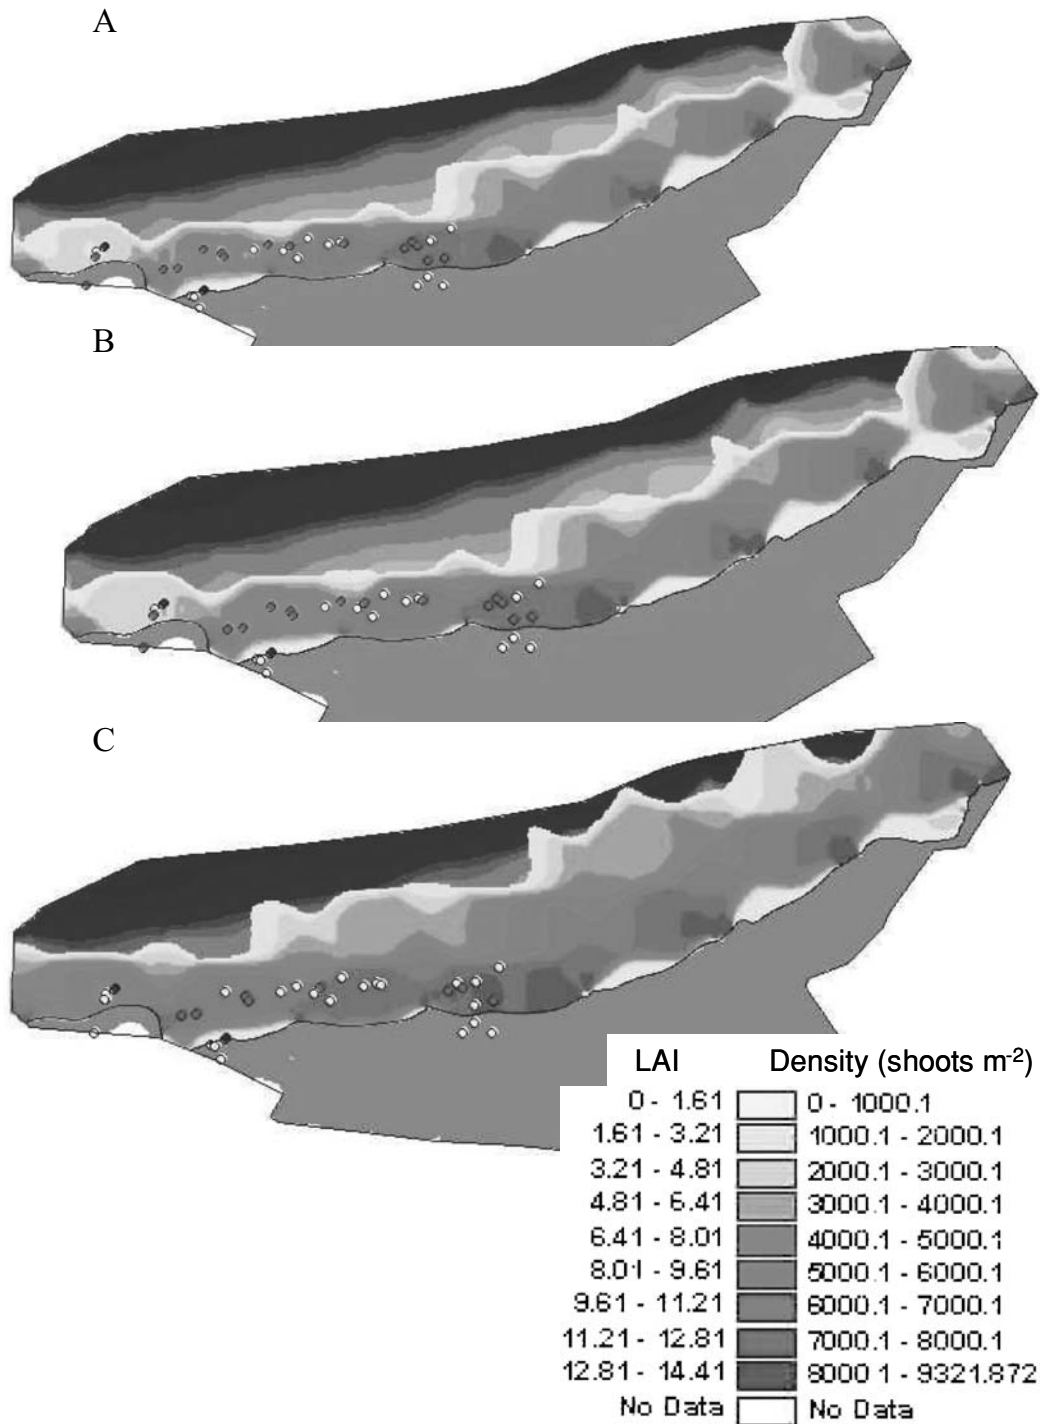 A
B
C
LAI Density (shoots m-2)
0 - 1.61 0 - 1000.1
1.61 - 3.21 1000.1 - 2000.1
3.21 - 4.81 2000.1 - 3000.1
4.81 - 6.41 3000.1 - 4000.1
6.41 - 8.01 4000.1 - 5000.1
8.01 - 9.61 5000.1 - 6000.1
9.61 - 11.21 6000.1 - 7000.1
11.21 - 12.81 7000.1 - 8000.1
12.81 - 14.41 8000 1 - 9321.872
No Data No Data